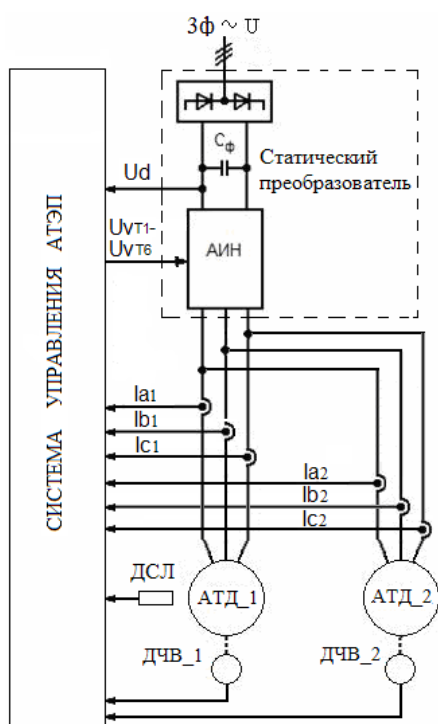 3ф ~ U
Cф
Статический
преобразователь
Ud
UVT1-
UVT6
АИН
СИСТЕМА УПРАВЛЕНИЯ АТЭП
Ia1
Ib1
Ic1
Ia2
Ib2
Ic2
ДСЛ
АТД_1
АТД_2
ДЧВ_1
ДЧВ_2